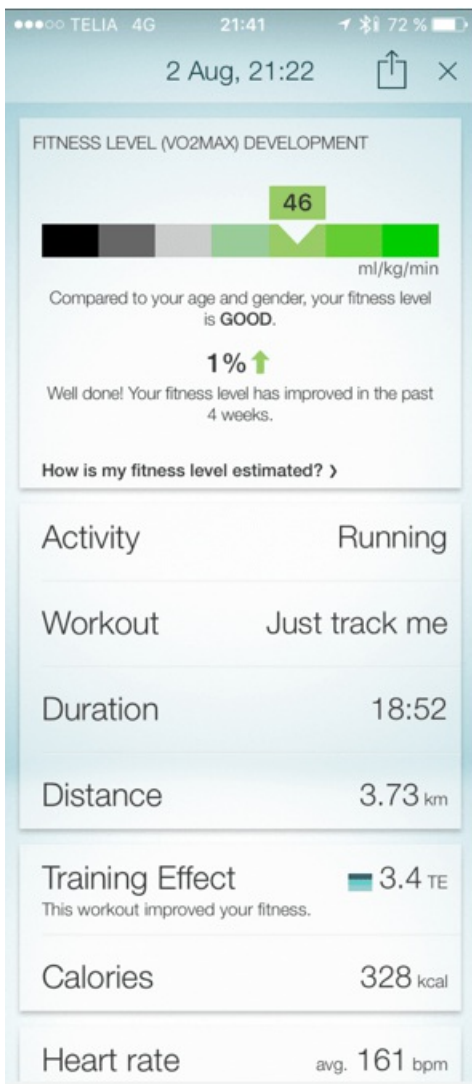 TELIA 4G 21:41 72 %
2 Aug, 21:22
FITNESS LEVEL (VO2MAX) DEVELOPMENT
46
ml/kg/min
Compared to your age and gender, your fitness level
is GOOD.
1%
Well done! Your fitness level has improved in the past
4 weeks.
How is my fitness level estimated? ❯
Activity Running
Workout Just track me
Duration 18:52
Distance 3.73 km
Training Effect 3.4 TE
This workout improved your fitness.
Calories 328 kcal
Heart rate avg. 161 bpm